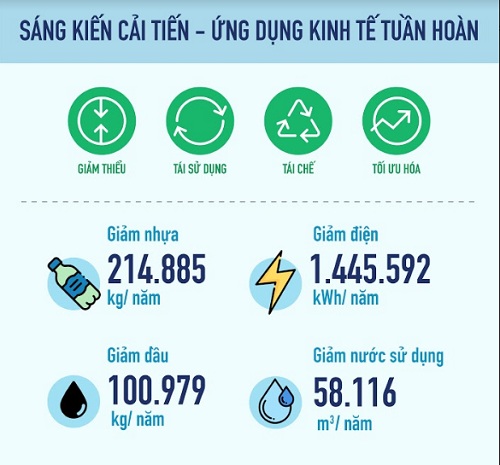 SÁNG KIẾN CẢI TIẾN - ỨNG DỤNG KINH TẾ TUẦN HOÀN
GIẢM THIỂU
TÁI SỬ DỤNG
TÁI CHẾ
TỐI ƯU HÓA
Giảm nhựa
214.885
kg/ năm
Giảm điện
1.445.592
kWh/ năm
Giảm dầu
100.979
kg/ năm
Giảm nước sử dụng
58.116
m³/ năm